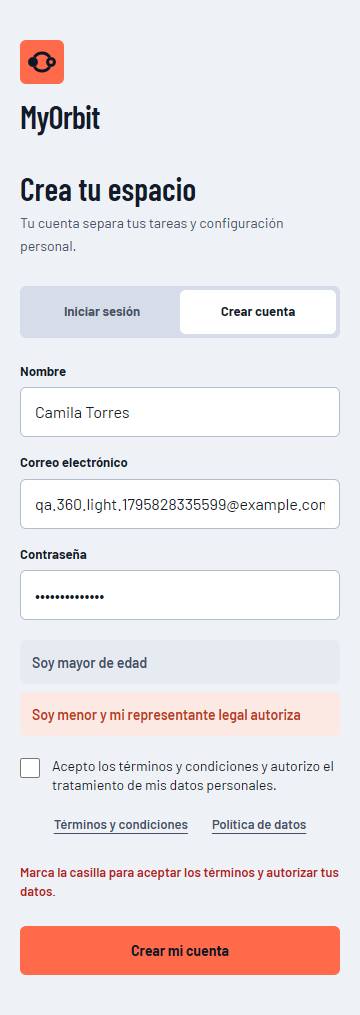 MyOrbit
Crea tu espacio
Tu cuenta separa tus tareas y configuración
personal.
Iniciar sesión
Crear cuenta
Nombre
Camila Torres
Correo electrónico
qa.360.light.1795828335599@example.com
Contraseña
••••••••••••••
Soy mayor de edad
Soy menor y mi representante legal autoriza
Acepto los términos y condiciones y autorizo el
tratamiento de mis datos personales.
Términos y condiciones
Política de datos
Marca la casilla para aceptar los términos y autorizar tus
datos.
Crear mi cuenta